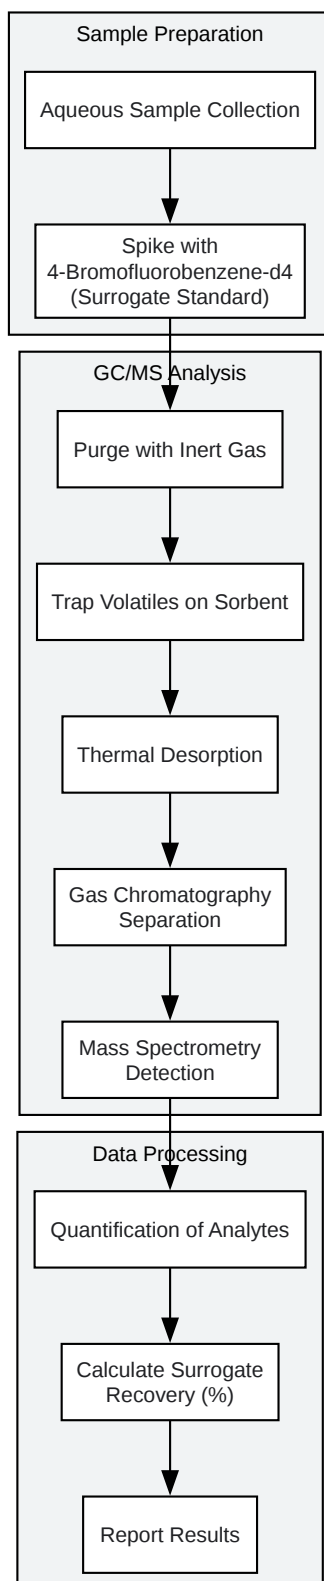 Sample Preparation
Aqueous Sample Collection
Spike with
4-Bromofluorobenzene-d4
(Surrogate Standard)
GC/MS Analysis
Purge with Inert Gas
Trap Volatiles on Sorbent
Thermal Desorption
Gas Chromatography
Separation
Mass Spectrometry
Detection
Data Processing
Quantification of Analytes
Calculate Surrogate
Recovery (%)
Report Results